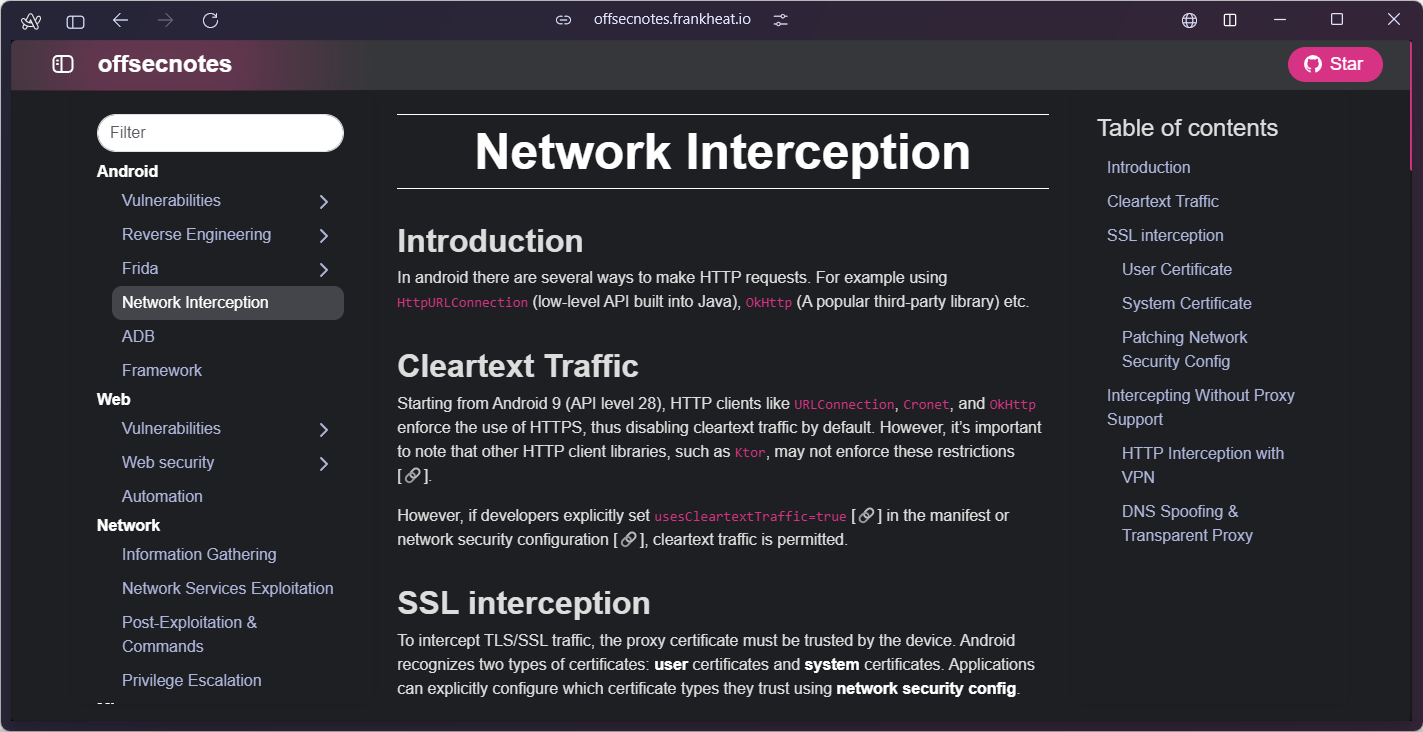 offsecnotes.frankheat.io
offsecnotes
Star
Filter
Android
Vulnerabilities
Reverse Engineering
Frida
Network Interception
ADB
Framework
Web
Vulnerabilities
Web security
Automation
Network
Information Gathering
Network Services Exploitation
Post-Exploitation &
Commands
Privilege Escalation
Network Interception
Introduction
In android there are several ways to make HTTP requests. For example using
HttpURLConnection (low-level API built into Java), OkHttp (A popular third-party library) etc.
Cleartext Traffic
Starting from Android 9 (API level 28), HTTP clients like URLConnection, Cronet, and OkHttp
enforce the use of HTTPS, thus disabling cleartext traffic by default. However, it’s important
to note that other HTTP client libraries, such as Ktor, may not enforce these restrictions
[🔗].
However, if developers explicitly set usesCleartextTraffic=true [🔗] in the manifest or
network security configuration [🔗], cleartext traffic is permitted.
SSL interception
To intercept TLS/SSL traffic, the proxy certificate must be trusted by the device. Android
recognizes two types of certificates: user certificates and system certificates. Applications
can explicitly configure which certificate types they trust using network security config.
Table of contents
Introduction
Cleartext Traffic
SSL interception
User Certificate
System Certificate
Patching Network
Security Config
Intercepting Without Proxy
Support
HTTP Interception with
VPN
DNS Spoofing &
Transparent Proxy